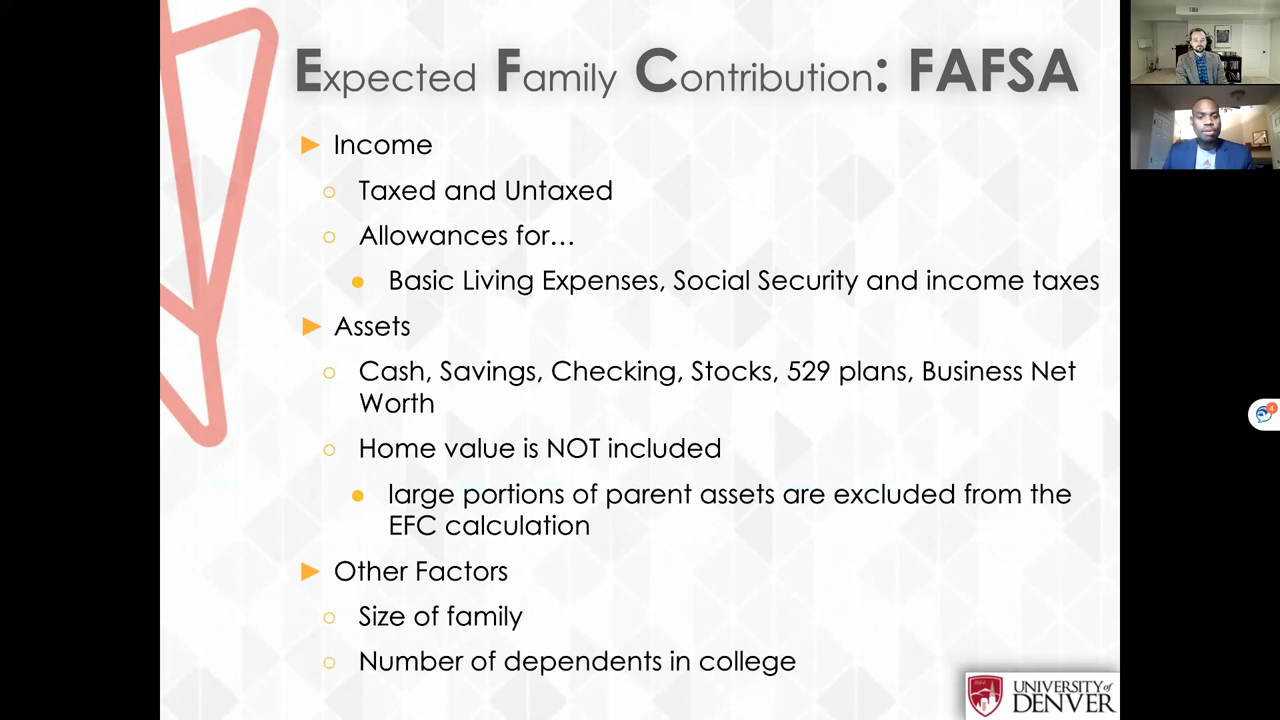 Expected Family Contribution: FAFSA
► Income
○ Taxed and Untaxed
○ Allowances for…
● Basic Living Expenses, Social Security and income taxes
► Assets
○ Cash, Savings, Checking, Stocks, 529 plans, Business Net
Worth
○ Home value is NOT included
● large portions of parent assets are excluded from the
EFC calculation
► Other Factors
○ Size of family
○ Number of dependents in college
UNIVERSITY of
DENVER
4